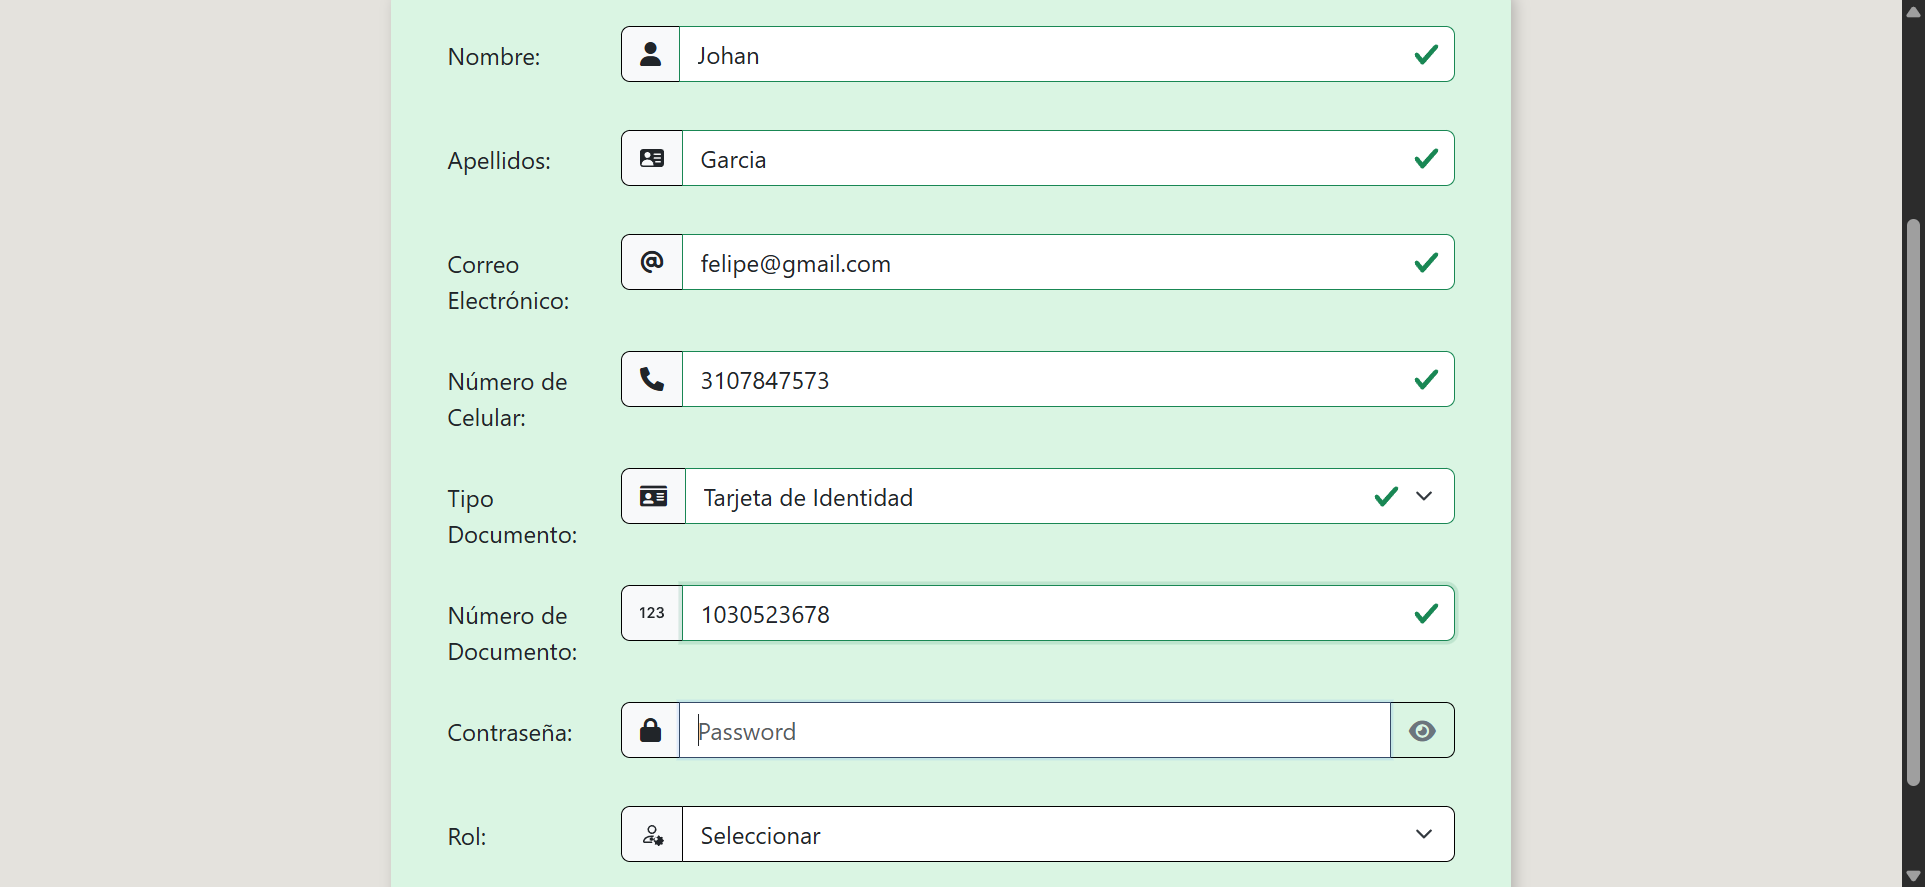 Nombre:
Johan
Apellidos:
Garcia
Correo
Electrónico:
felipe@gmail.com
Número de
Celular:
3107847573
Tipo
Documento:
Tarjeta de Identidad
Número de
Documento:
123
1030523678
Contraseña:
Password
Rol:
Seleccionar